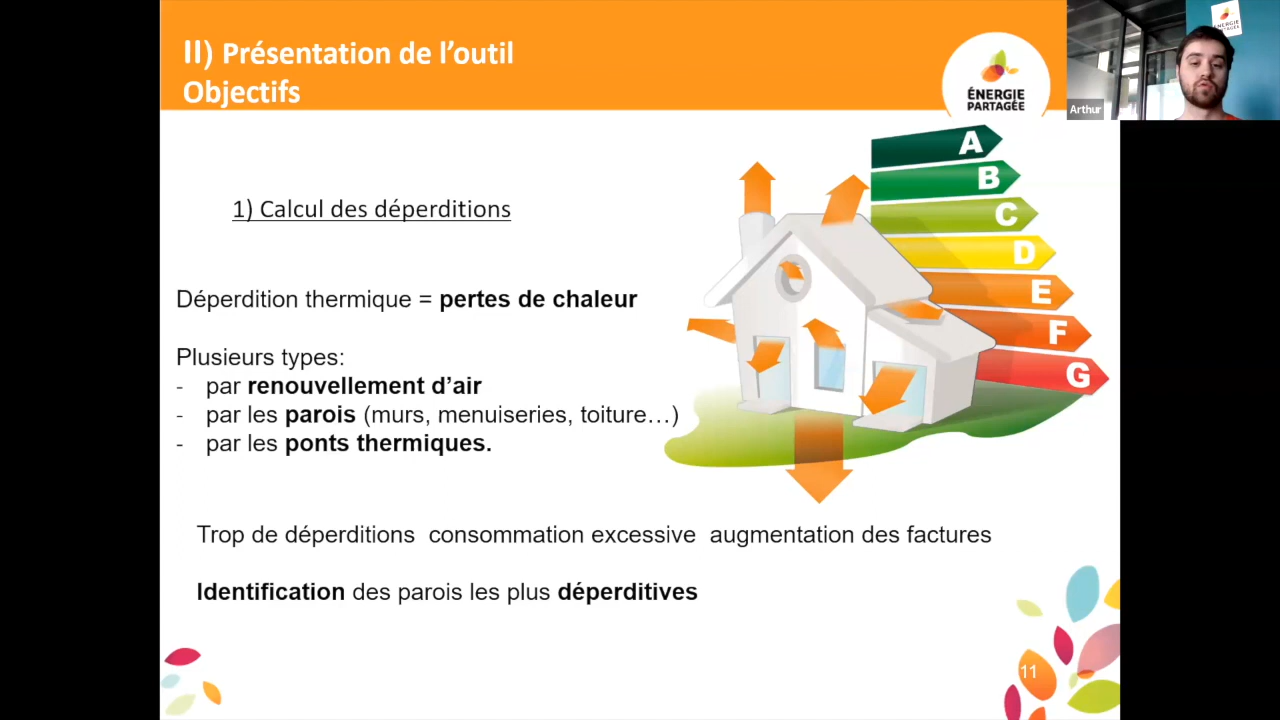 II) Présentation de l’outil
Objectifs
ÉNERGIE
PARTAGÉE
ÉNERGIE
PARTAGÉE
Arthur
A
B
C
D
E
F
G
1) Calcul des déperditions
Déperdition thermique = pertes de chaleur
Plusieurs types:
- par renouvellement d’air
- par les parois (murs, menuiseries, toiture…)
- par les ponts thermiques.
Trop de déperditions consommation excessive augmentation des factures
Identification des parois les plus déperditives
11